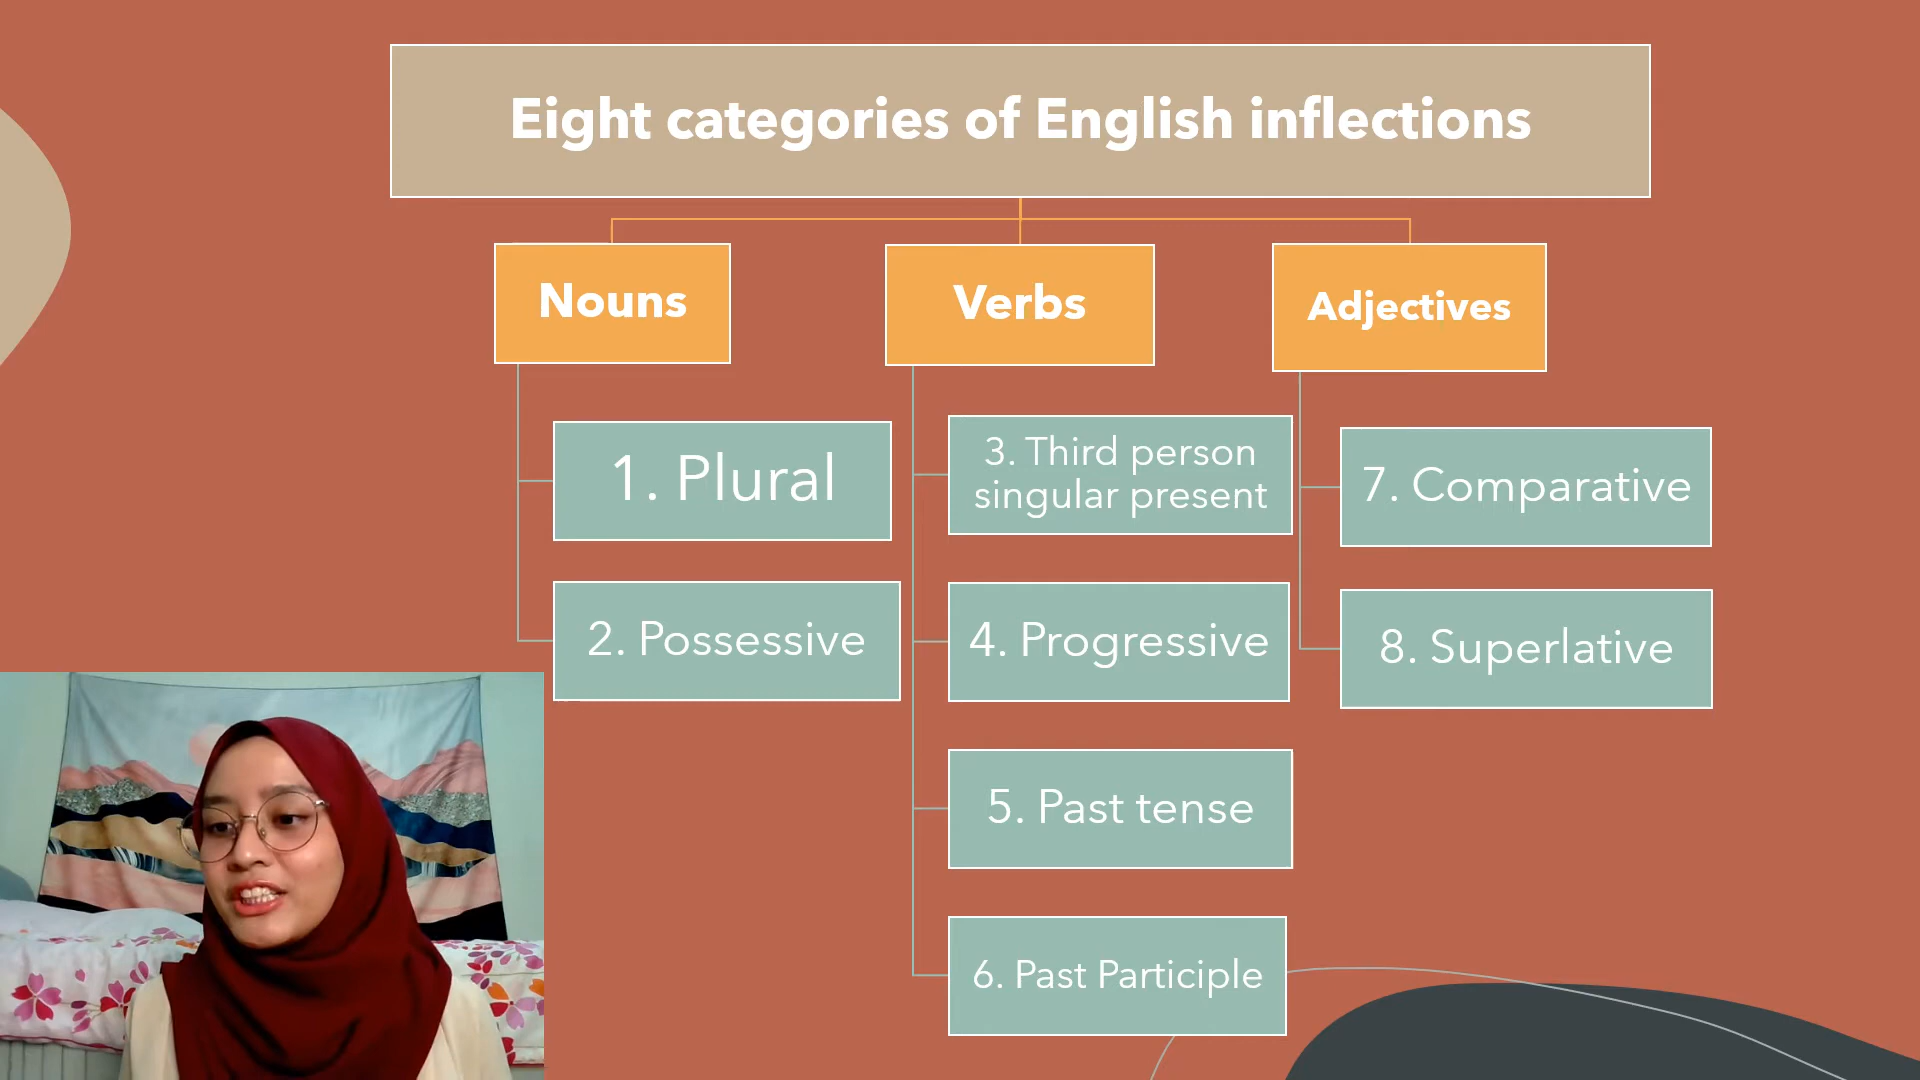 Eight categories of English inflections
Nouns
1. Plural
2. Possessive
Verbs
3. Third person
singular present
4. Progressive
5. Past tense
6. Past Participle
Adjectives
7. Comparative
8. Superlative